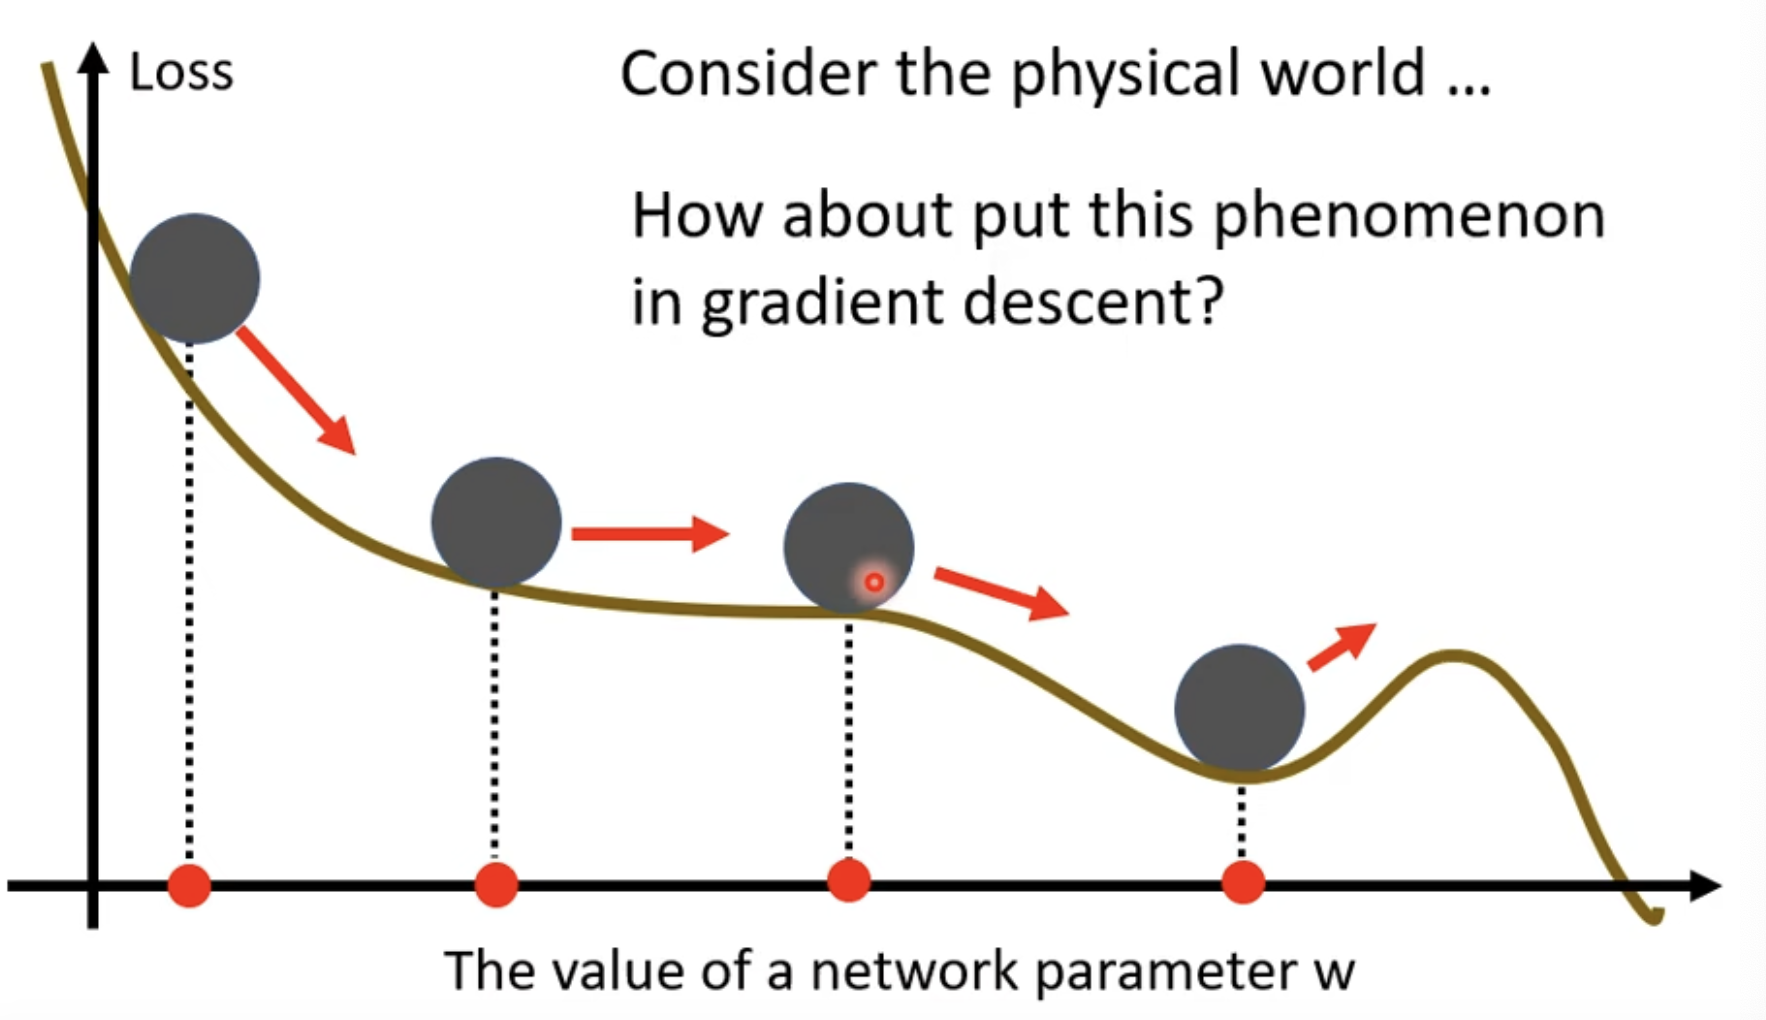 Loss
Consider the physical world ...
How about put this phenomenon
in gradient descent?
The value of a network parameter w